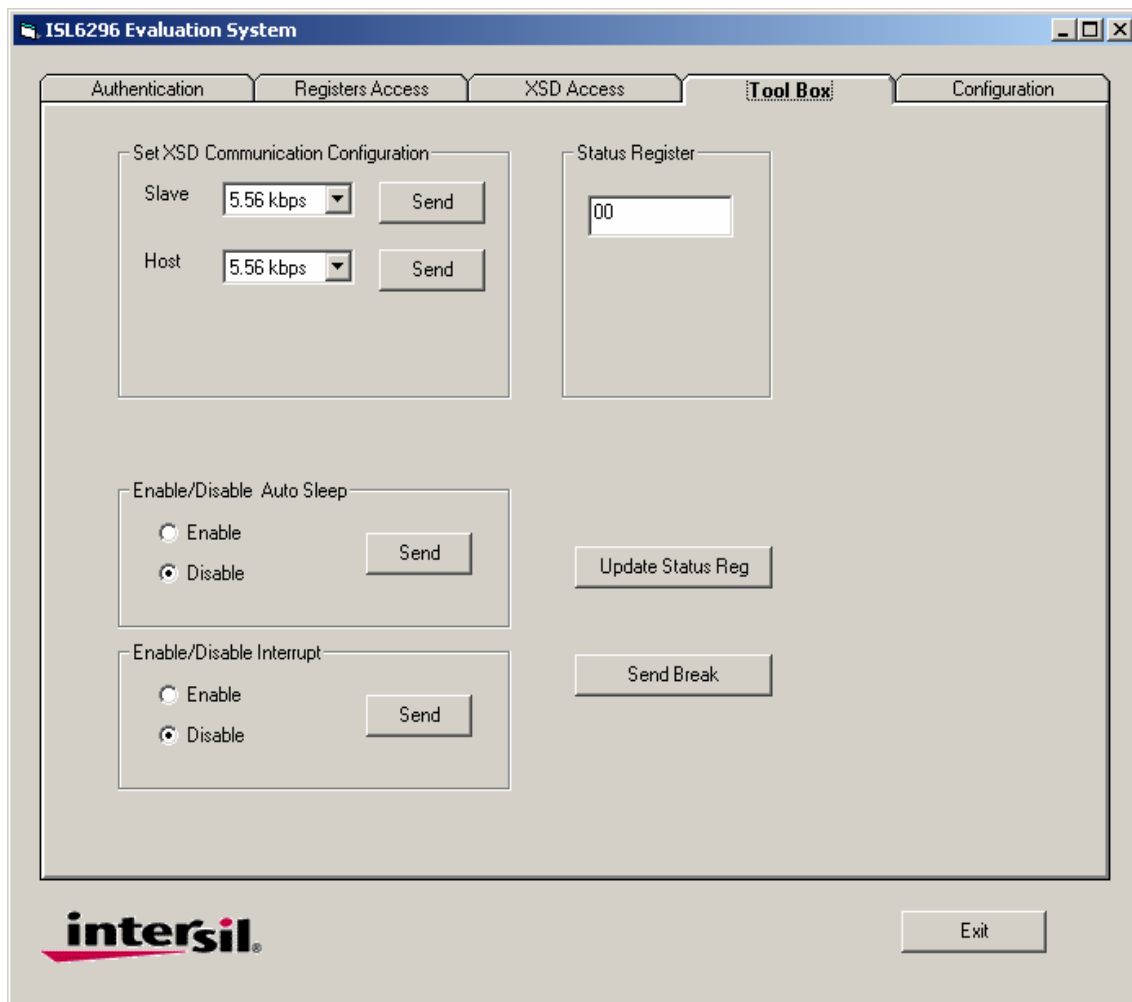 ISL6296 Evaluation System
Authentication
Registers Access
XSD Access
Tool Box
Configuration
Set XSD Communication Configuration
Slave
5.56 kbps
Send
Host
5.56 kbps
Send
Status Register
00
Enable/Disable Auto Sleep
Enable
Disable
Send
Update Status Reg
Enable/Disable Interrupt
Enable
Disable
Send
Send Break
intersil®
Exit